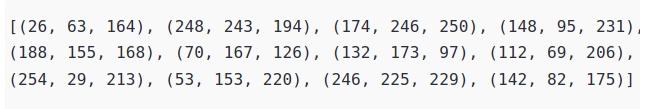 [(26, 63, 164), (248, 243, 194), (174, 246, 250), (148, 95, 231),
(188, 155, 168), (70, 167, 126), (132, 173, 97), (112, 69, 206),
(254, 29, 213), (53, 153, 220), (246, 225, 229), (142, 82, 175)]